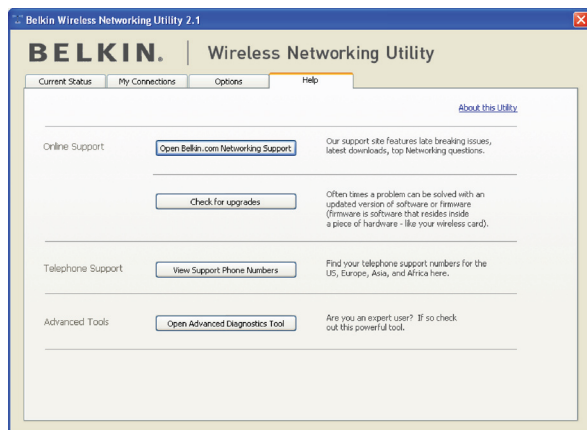 Belkin Wireless Networking Utility 2.1
BELKIN. Wireless Networking Utility
Current Status My Connections Options Help
About this Utility
Online Support
Open Belkin.com Networking Support
Our support site features late breaking issues,
latest downloads, top Networking questions.
Check for upgrades
Often times a problem can be solved with an
updated version of software or firmware
(firmware is software that resides inside
a piece of hardware - like your wireless card).
Telephone Support
View Support Phone Numbers
Find your telephone support numbers for the
US, Europe, Asia, and Africa here.
Advanced Tools
Open Advanced Diagnostics Tool
Are you an expert user? If so check
out this powerful tool.